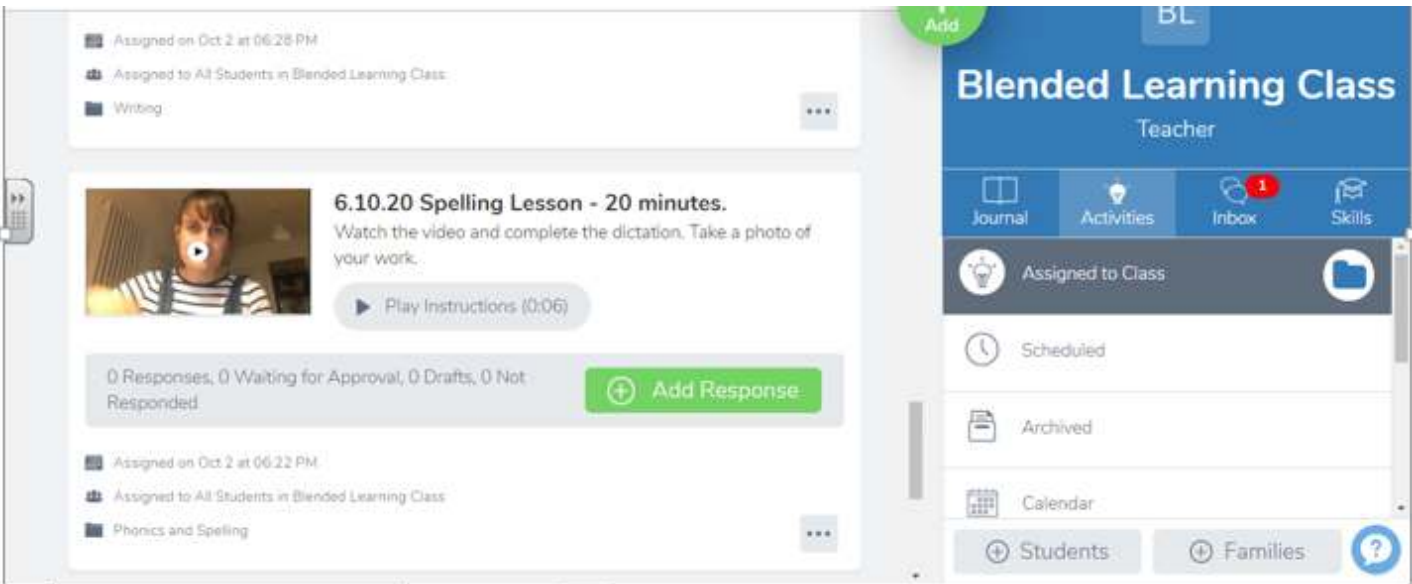 Assigned on Oct 2 at 06:28 PM
Assigned to All Students in Blended Learning Class
Writing
6.10.20 Spelling Lesson - 20 minutes.
Watch the video and complete the dictation. Take a photo of
your work.
Play Instructions (0:06)
0 Responses, 0 Waiting for Approval, 0 Drafts, 0 Not
Responded
Add Response
Assigned on Oct 2 at 06:22 PM
Assigned to All Students in Blended Learning Class
Phonics and Spelling
Add
BL
Blended Learning Class
Teacher
Journal
Activities
1
Inbox
Skills
Assigned to Class
Scheduled
Archived
Calendar
Students
Families
?